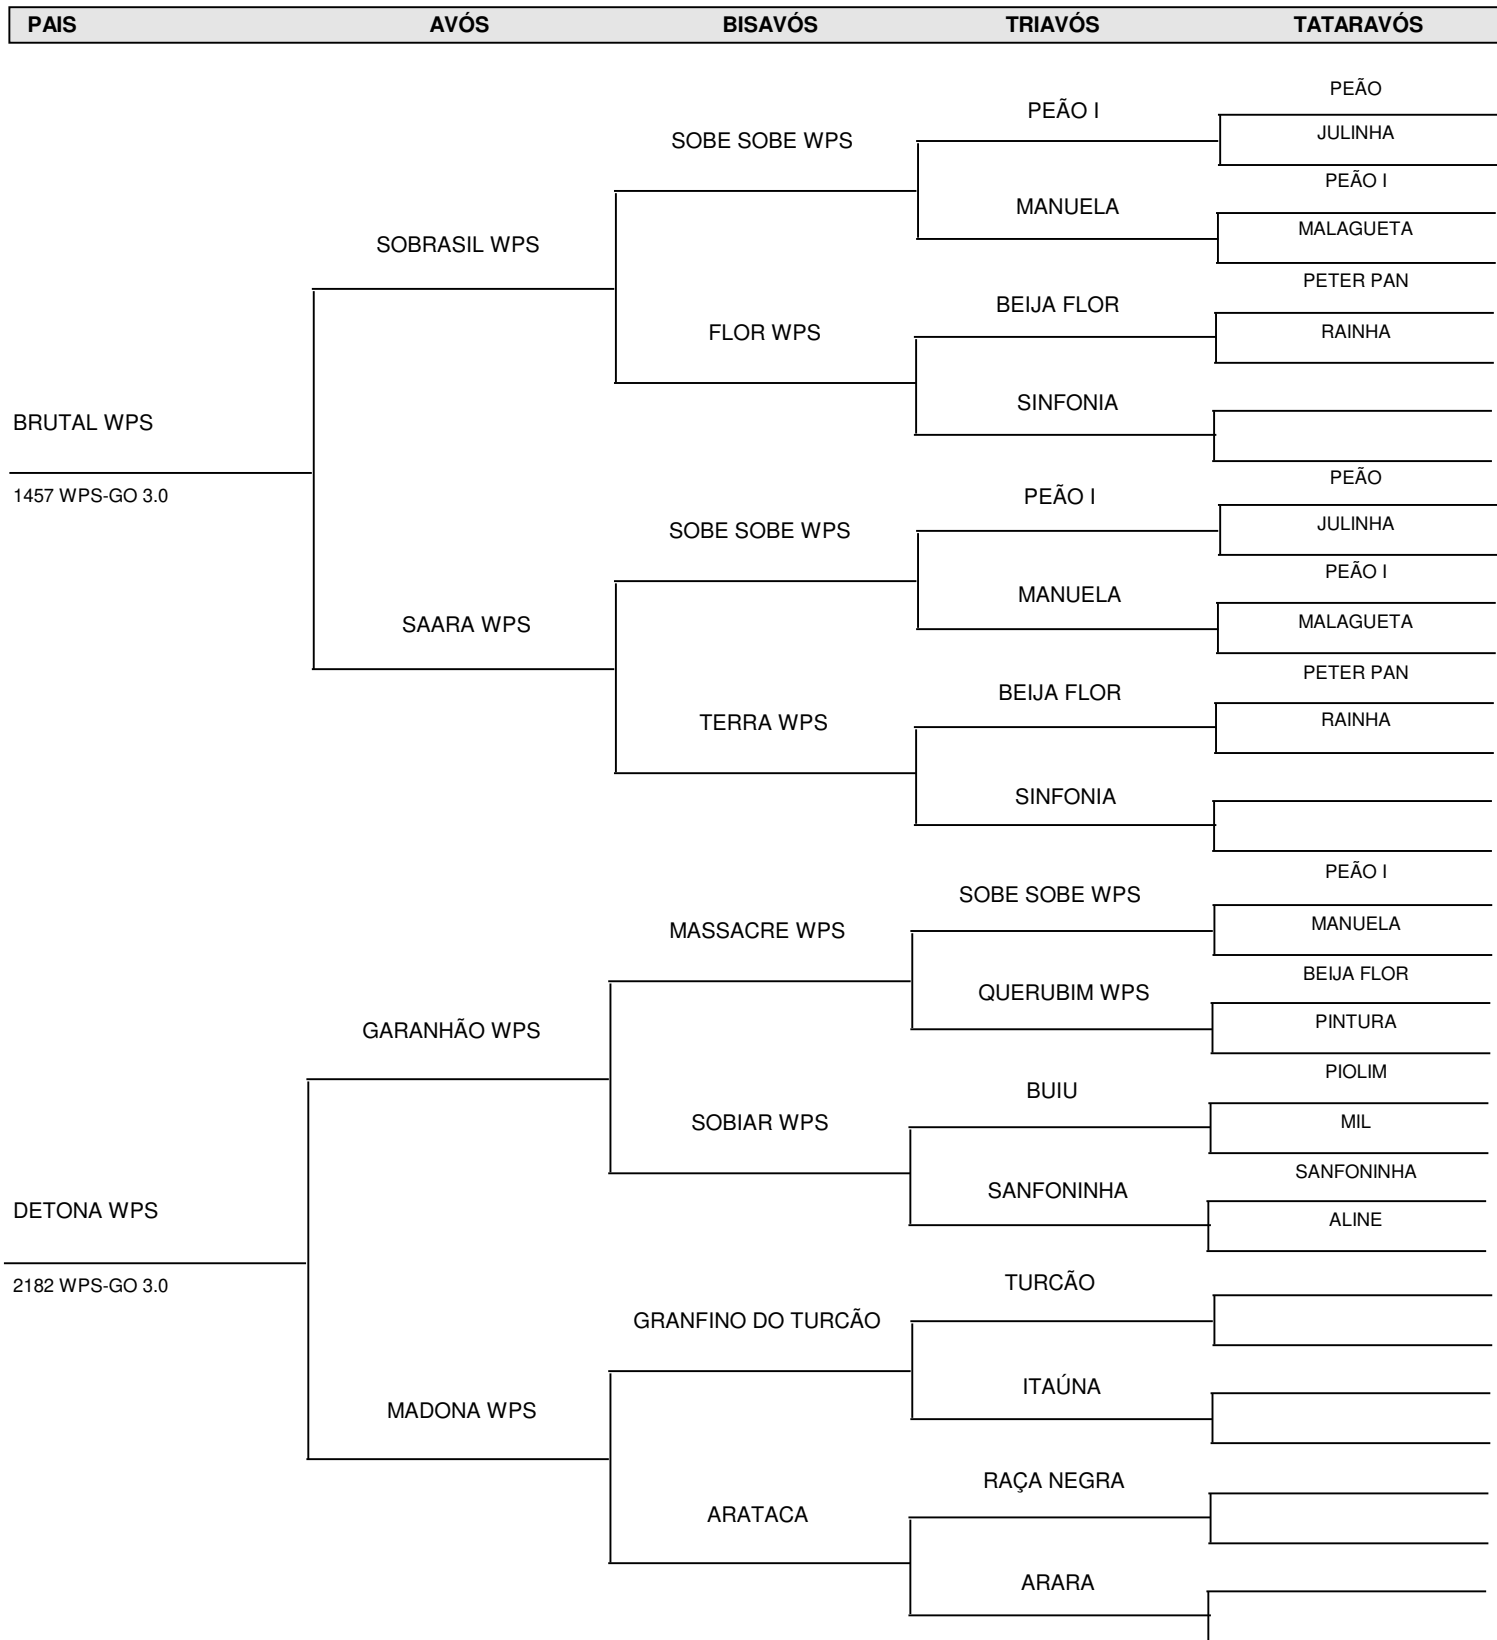 PAIS AVÓS BISAVÓS TRIAVÓS TATARAVÓS
PEÃO
PEÃO I
JULINHA
SOBE SOBE WPS
PEÃO I
MANUELA
MALAGUETA
SOBRASIL WPS
PETER PAN
BEIJA FLOR
RAINHA
FLOR WPS
SINFONIA
BRUTAL WPS
PEÃO
1457 WPS-GO 3.0
PEÃO I
JULINHA
SOBE SOBE WPS
PEÃO I
MANUELA
MALAGUETA
SAARA WPS
PETER PAN
BEIJA FLOR
RAINHA
TERRA WPS
SINFONIA
PEÃO I
SOBE SOBE WPS
MANUELA
MASSACRE WPS
BEIJA FLOR
QUERUBIM WPS
PINTURA
GARANHÃO WPS
PIOLIM
BUIU
MIL
SOBIAR WPS
SANFONINHA
SANFONINHA
ALINE
DETONA WPS
2182 WPS-GO 3.0
TURCÃO
GRANFINO DO TURCÃO
ITAÚNA
MADONA WPS
RAÇA NEGRA
ARATACA
ARARA